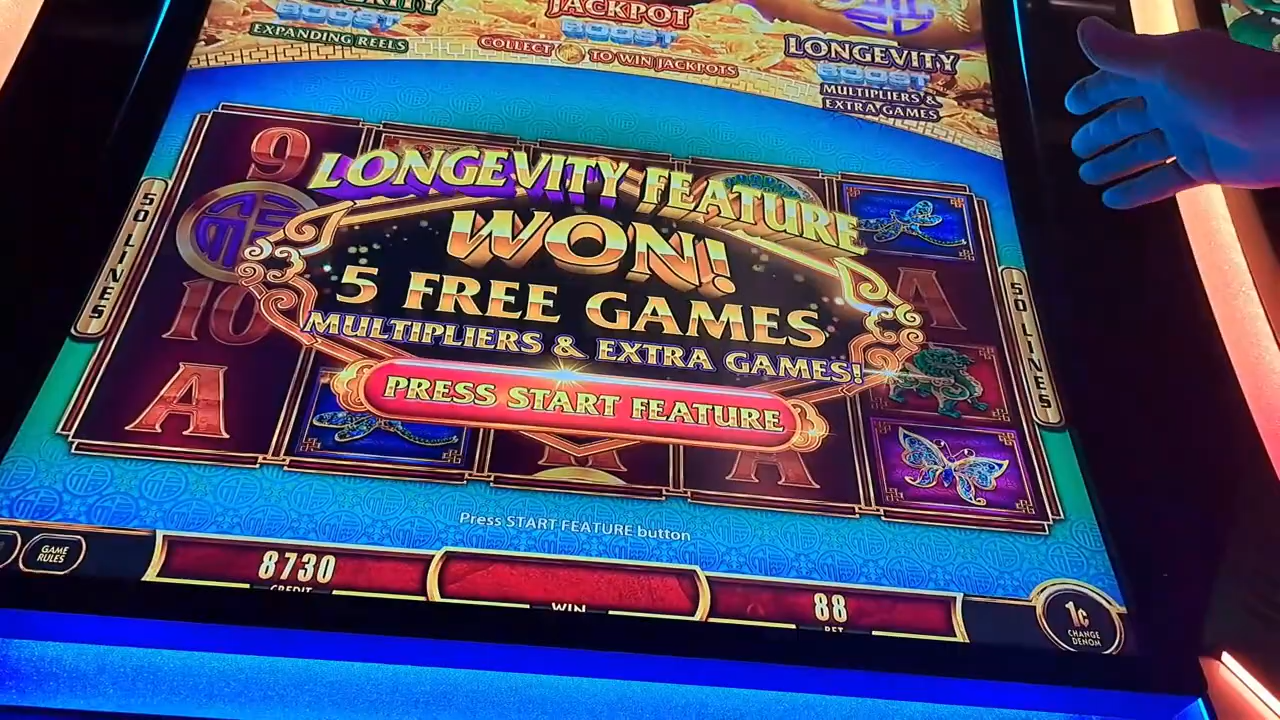 BOOST
EXPANDING REELS
JACKPOT
BOOST
COLLECT TO WIN JACKPOTS
LONGEVITY
BOOST
MULTIPLIERS &
EXTRA GAMES
50 LINES
9
10
A
LONGEVITY FEATURE
WON!
5 FREE GAMES
MULTIPLIERS & EXTRA GAMES!
PRESS START FEATURE
A
A
50 LINES
Press START FEATURE button
GAME
RULES
8730
CREDIT
WIN
88
BET
1¢
CHANGE
DENOM